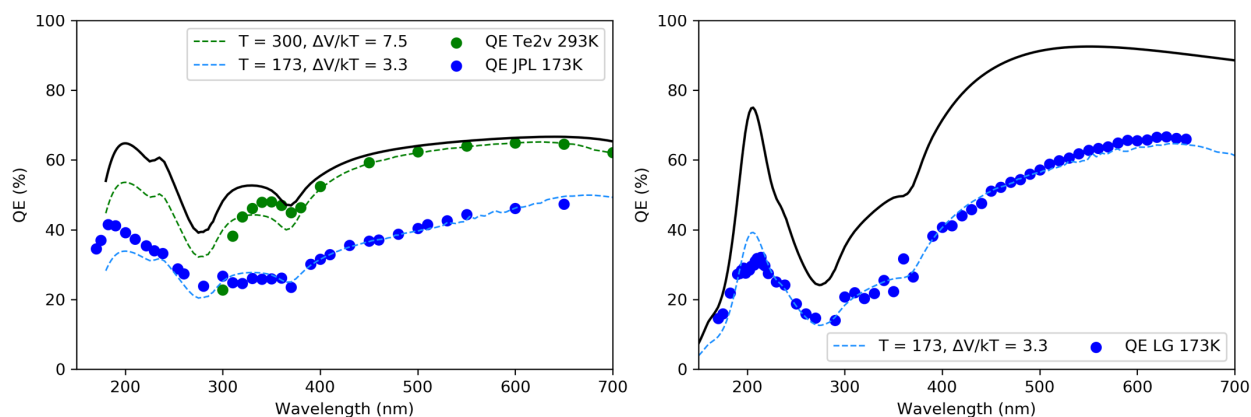 100
80
60
40
20
0
QE (%)
200
300
400
500
600
700
Wavelength (nm)
T = 300, ΔV/kT = 7.5
T = 173, ΔV/kT = 3.3
QE Te2v 293K
QE JPL 173K
100
80
60
40
20
0
QE (%)
200
300
400
500
600
700
Wavelength (nm)
T = 173, ΔV/kT = 3.3
QE LG 173K